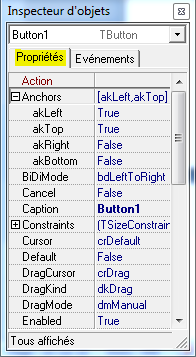 Inspecteur d'objets
Button1 TButton
Propriétés Evénements
Action
Anchors [akLeft,akTop]
akLeft True
akTop True
akRight False
akBottom False
BiDiMode bdLeftToRight
Cancel False
Caption Button1
Constraints (TSizeConstrain
Cursor crDefault
Default False
DragCursor crDrag
DragKind dkDrag
DragMode dmManual
Enabled True
Tous affichés